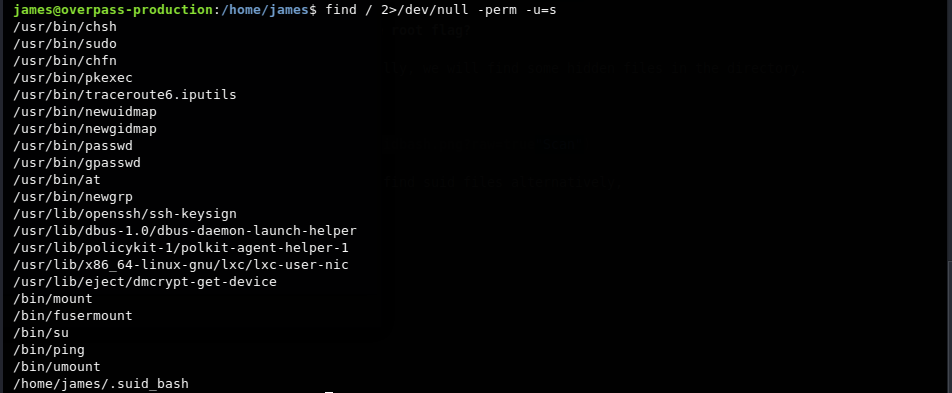 james@overpass-production:/home/james$ find / 2>/dev/null -perm -u=s
/usr/bin/chsh
/usr/bin/sudo
/usr/bin/chfn
/usr/bin/pkexec
/usr/bin/traceroute6.iputils
/usr/bin/newuidmap
/usr/bin/newgidmap
/usr/bin/passwd
/usr/bin/gpasswd
/usr/bin/at
/usr/bin/newgrp
/usr/lib/openssh/ssh-keysign
/usr/lib/dbus-1.0/dbus-daemon-launch-helper
/usr/lib/policykit-1/polkit-agent-helper-1
/usr/lib/x86_64-linux-gnu/lxc/lxc-user-nic
/usr/lib/eject/dmcrypt-get-device
/bin/mount
/bin/fusermount
/bin/su
/bin/ping
/bin/umount
/home/james/.suid_bash